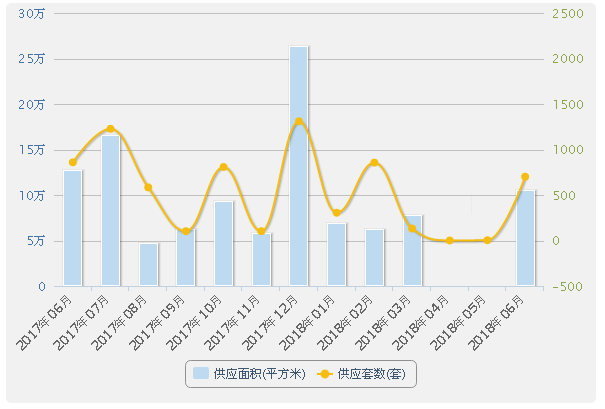 30万
25万
20万
15万
10万
5万
0
2500
2000
1500
1000
500
0
-500
2017年06月
2017年07月
2017年08月
2017年09月
2017年10月
2017年11月
2017年12月
2018年01月
2018年02月
2018年03月
2018年04月
2018年05月
2018年06月
供应面积(平方米)
供应套数(套)